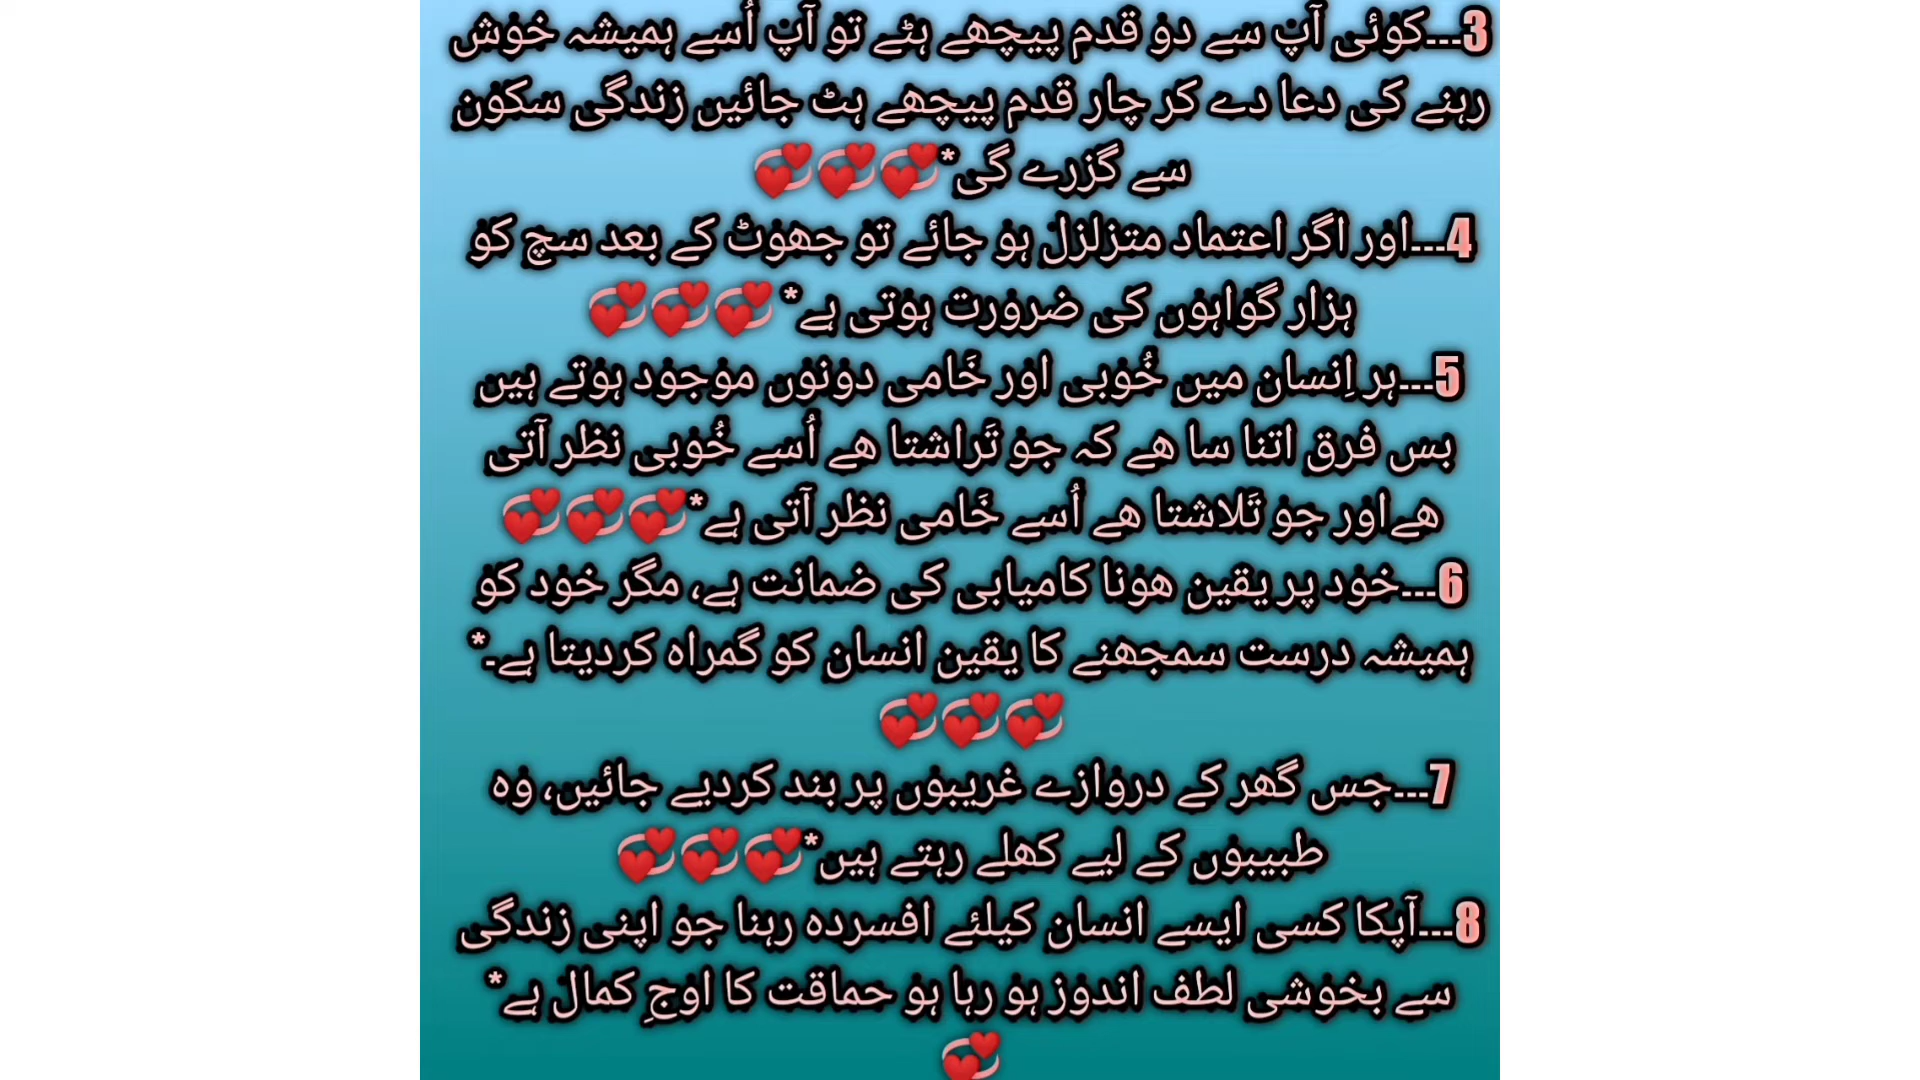 3---کوئی آپ سے دو قدم پیچھے ہٹے تو آپ اُسے ہمیشہ خوش
رہنے کی دعا دے کر چار قدم پیچھے ہٹ جائیں زندگی سکون
سے گزرے گی*💞💞💞
4---اور اگر اعتماد متزلزل ہو جائے تو جھوٹ کے بعد سچ کو
ہزار گواہوں کی ضرورت ہوتی ہے* 💞💞💞
5---ہر اِنسان میں خُوبی اور خَامی دونوں موجود ہوتے ہیں
بس فرق اتنا سا ھے کہ جو تَراشتا ھے اُسے خُوبی نظر آتی
ھےاور جو تَلاشتا ھے اُسے خَامی نظر آتی ہے*💞💞💞
6---خود پر یقین ھونا کامیابی کی ضمانت ہے، مگر خود کو
ہمیشہ درست سمجھنے کا یقین انسان کو گمراہ کردیتا ہے۔*
💞💞💞
7---جس گھر کے دروازے غریبوں پر بند کردیے جائیں، وہ
طبیبوں کے لیے کھلے رہتے ہیں*💞💞💞
8---آپکا کسی ایسے انسان کیلئے افسردہ رہنا جو اپنی زندگی
سے بخوشی لطف اندوز ہو رہا ہو حماقت کا اوجِ کمال ہے*
💞